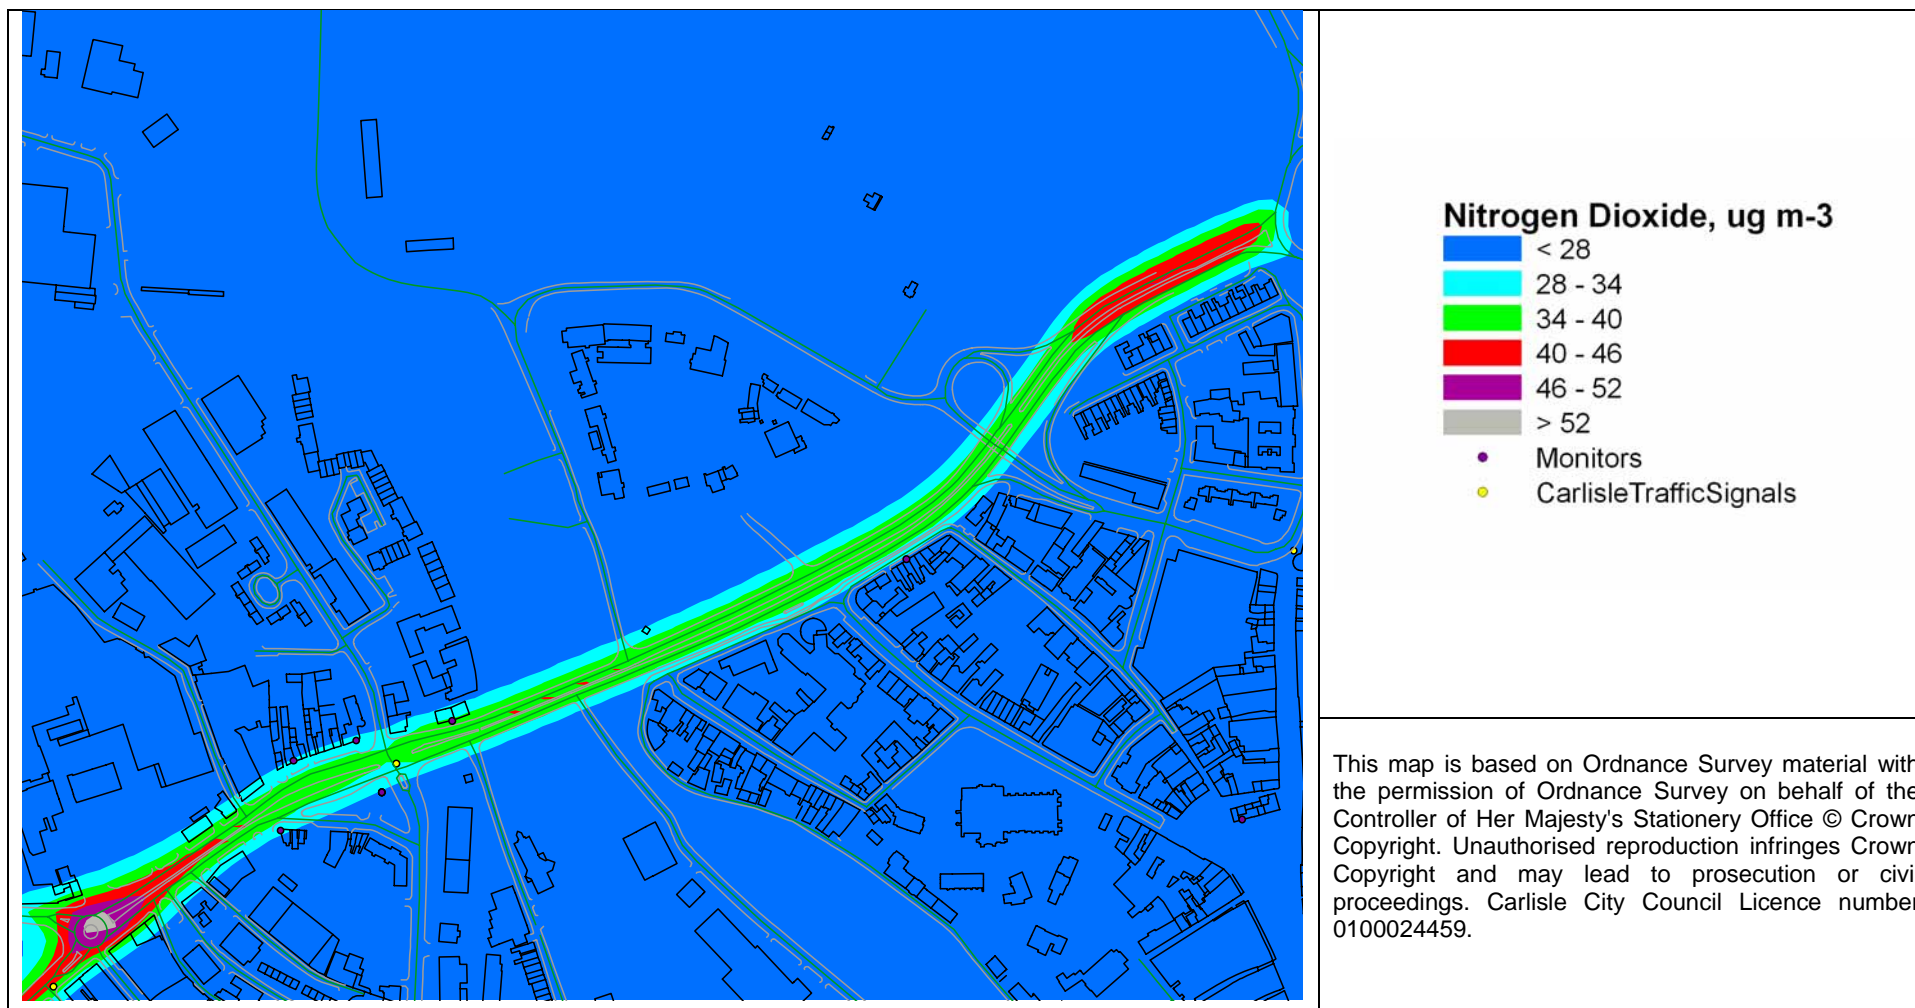 Nitrogen Dioxide, ug m-3
< 28
28 - 34
34 - 40
40 - 46
46 - 52
> 52
Monitors
CarlisleTrafficSignals
This map is based on Ordnance Survey material with
the permission of Ordnance Survey on behalf of the
Controller of Her Majesty's Stationery Office © Crown
Copyright. Unauthorised reproduction infringes Crown
Copyright and may lead to prosecution or civi
proceedings. Carlisle City Council Licence number
0100024459.